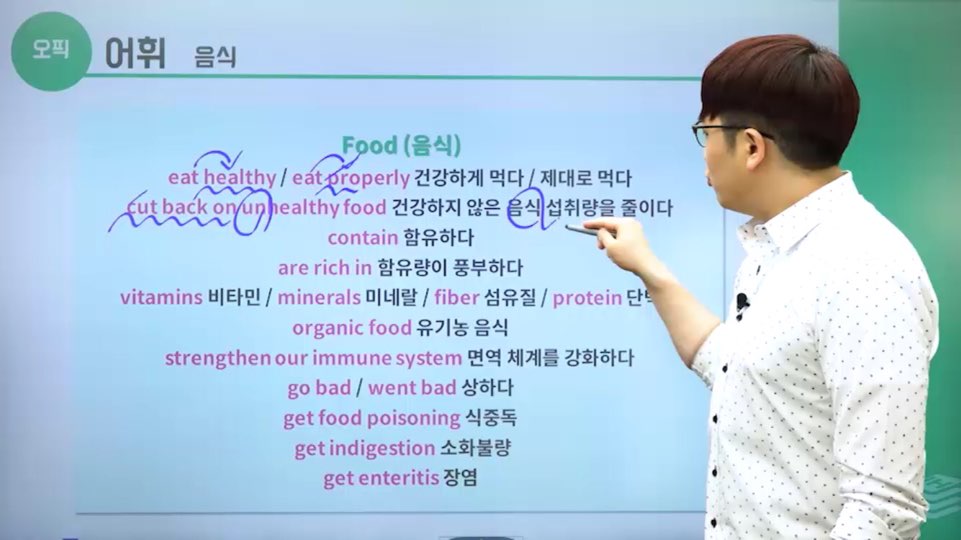 오픽
어휘 음식
Food (음식)
eat healthy / eat properly 건강하게 먹다 / 제대로 먹다
cut back on unhealthy food 건강하지 않은 음식 섭취량을 줄이다
contain 함유하다
are rich in 함유량이 풍부하다
vitamins 비타민 / minerals 미네랄 / fiber 섬유질 / protein
organic food 유기농 음식
strengthen our immune system 면역 체계를 강화하다
go bad / went bad 상하다
get food poisoning 식중독
get indigestion 소화불량
get enteritis 장염